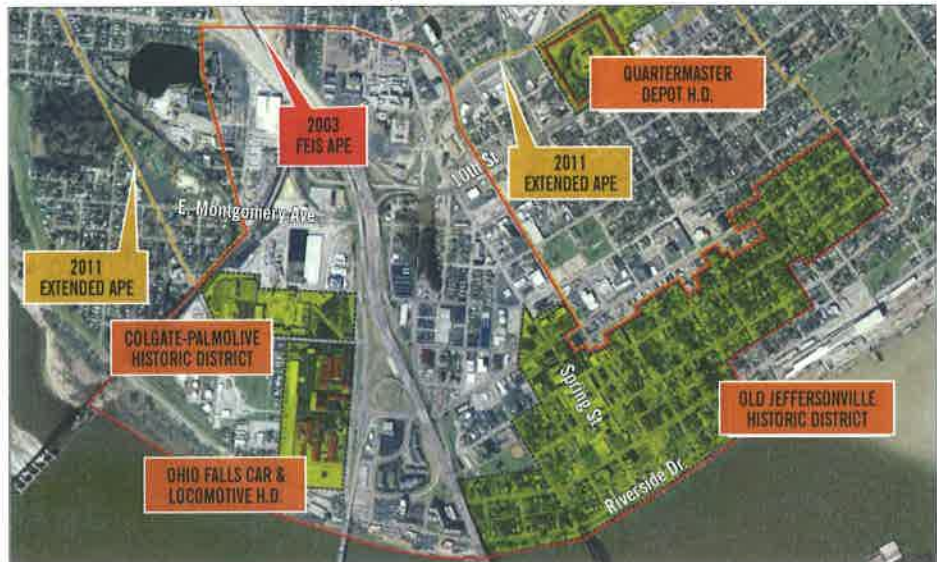 QUARTERMASTER
DEPOT H.D.
2003
FEIS APE
10th St.
2011
EXTENDED APE
E. Montgomery Ave
2011
EXTENDED APE
COLGATE-PALMOLIVE
HISTORIC DISTRICT
Spring St.
OLD JEFFERSONVILLE
HISTORIC DISTRICT
OHIO FALLS CAR &
LOCOMOTIVE H.D.
Riverside Dr.